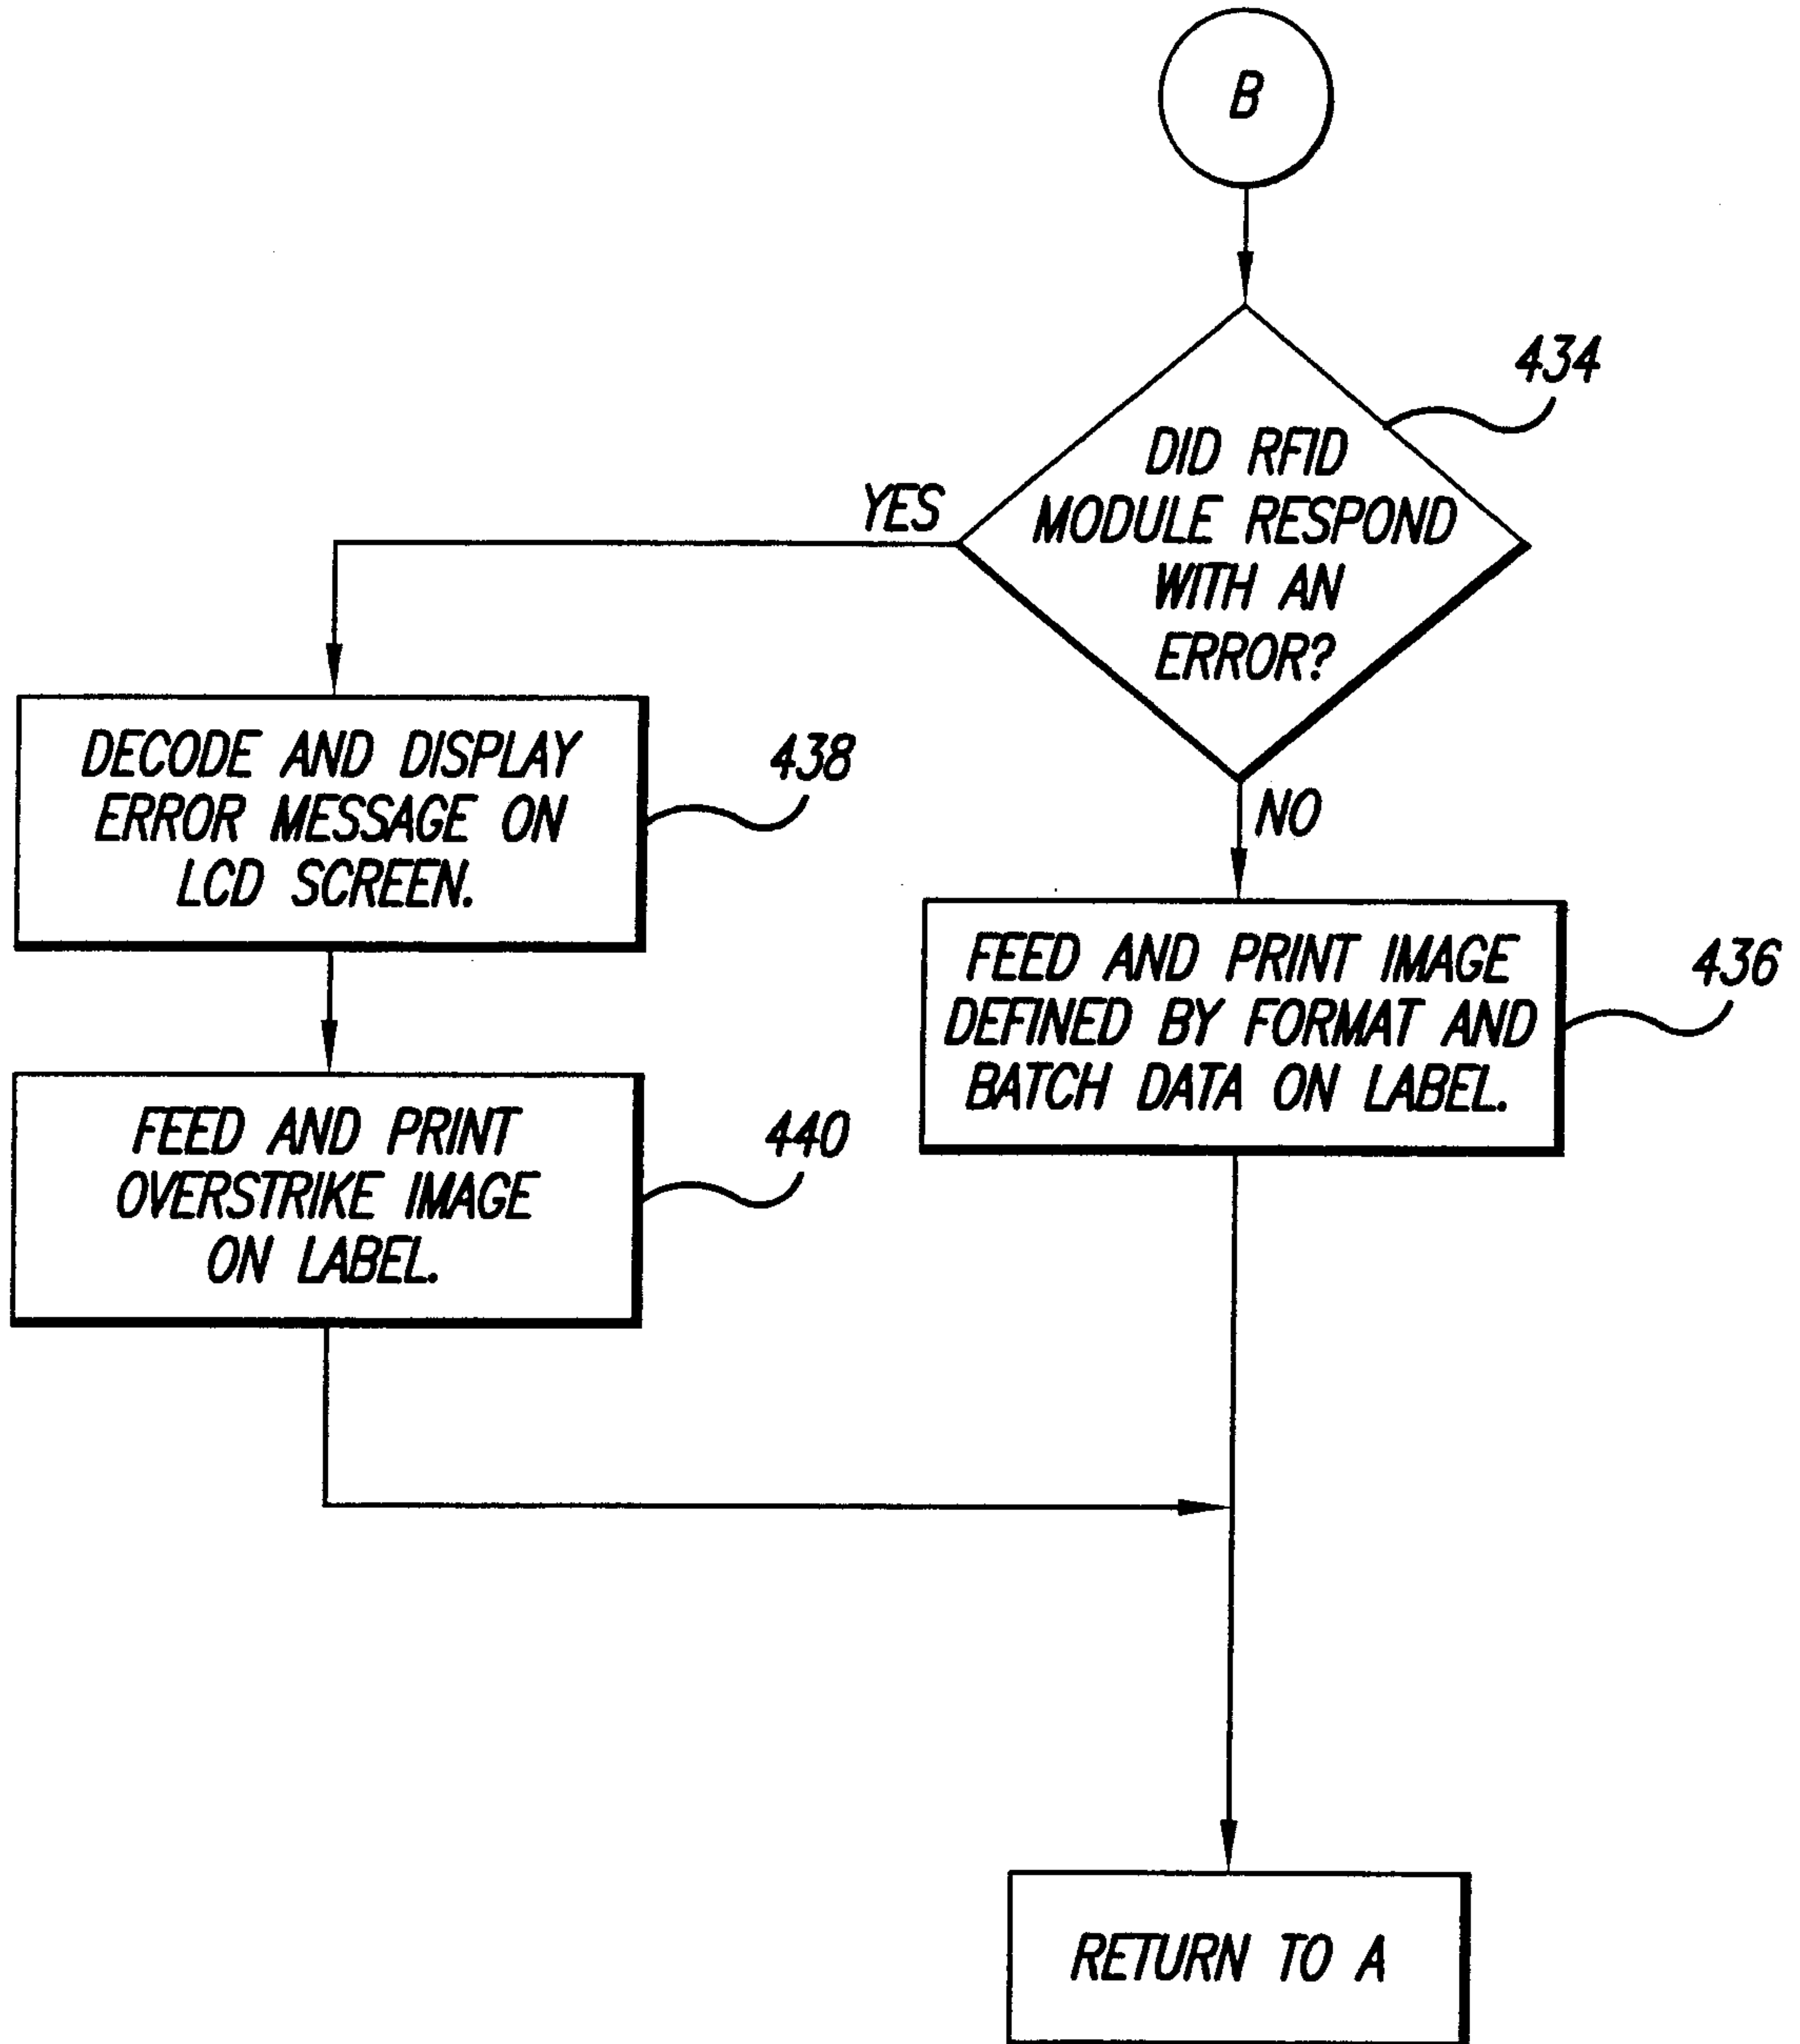 B
434
DID RFID
MODULE RESPOND
WITH AN
ERROR?
YES
NO
DECODE AND DISPLAY
ERROR MESSAGE ON
LCD SCREEN.
438
FEED AND PRINT IMAGE
DEFINED BY FORMAT AND
BATCH DATA ON LABEL.
436
FEED AND PRINT
OVERSTRIKE IMAGE
ON LABEL.
440
RETURN TO A